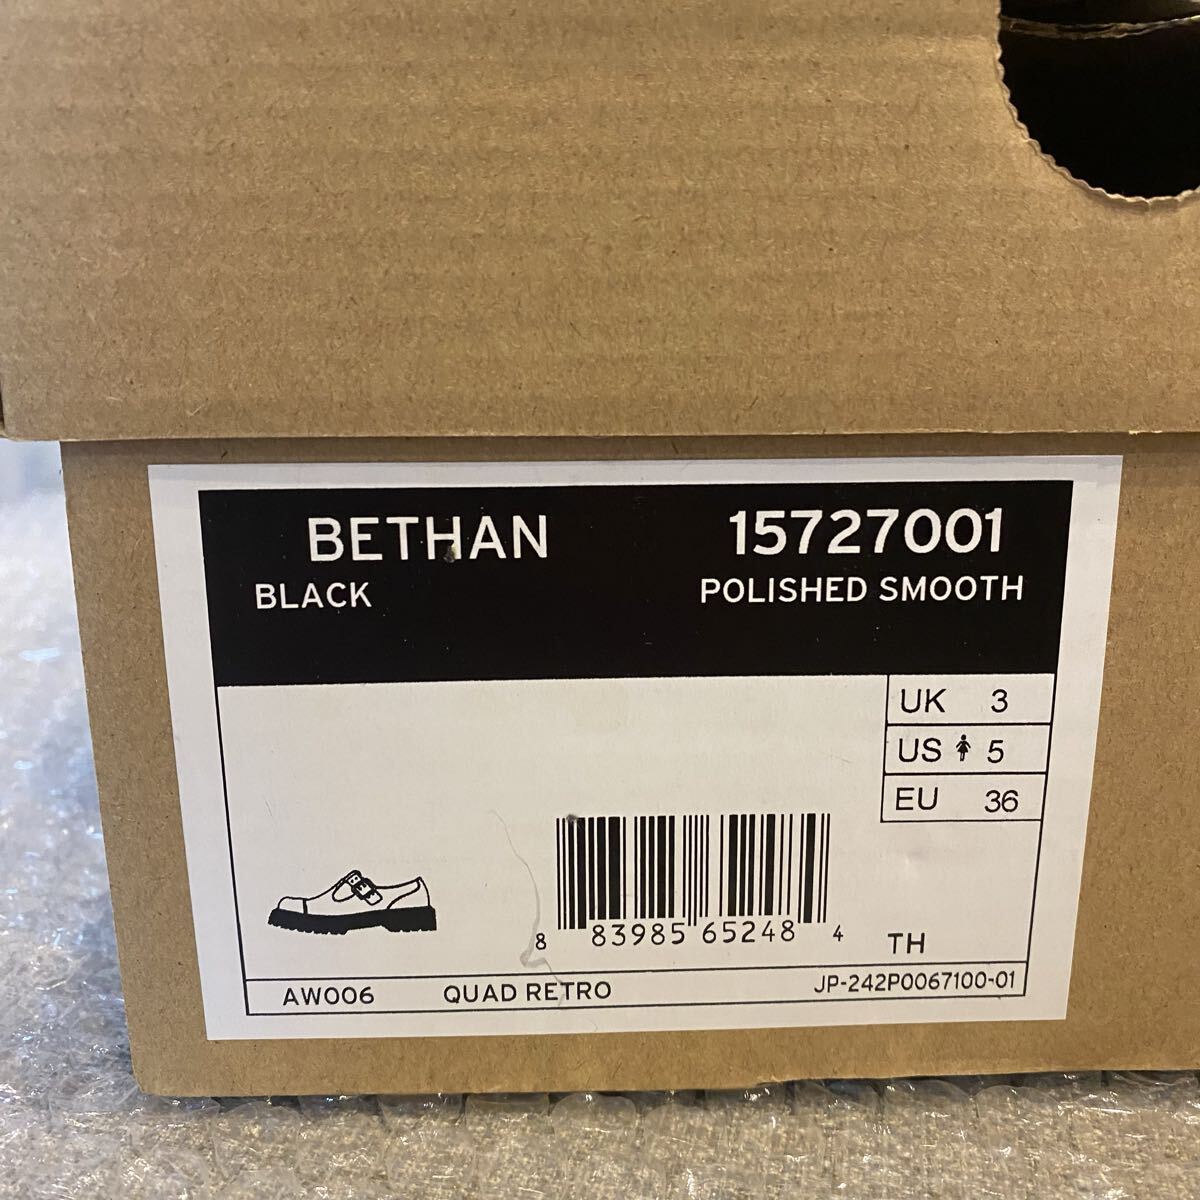 BETHAN 15727001
BLACK POLISHED SMOOTH
UK 3
US 5
EU 36
8 83985 65248 4
TH
AW006 QUAD RETRO JP-242P0067100-01